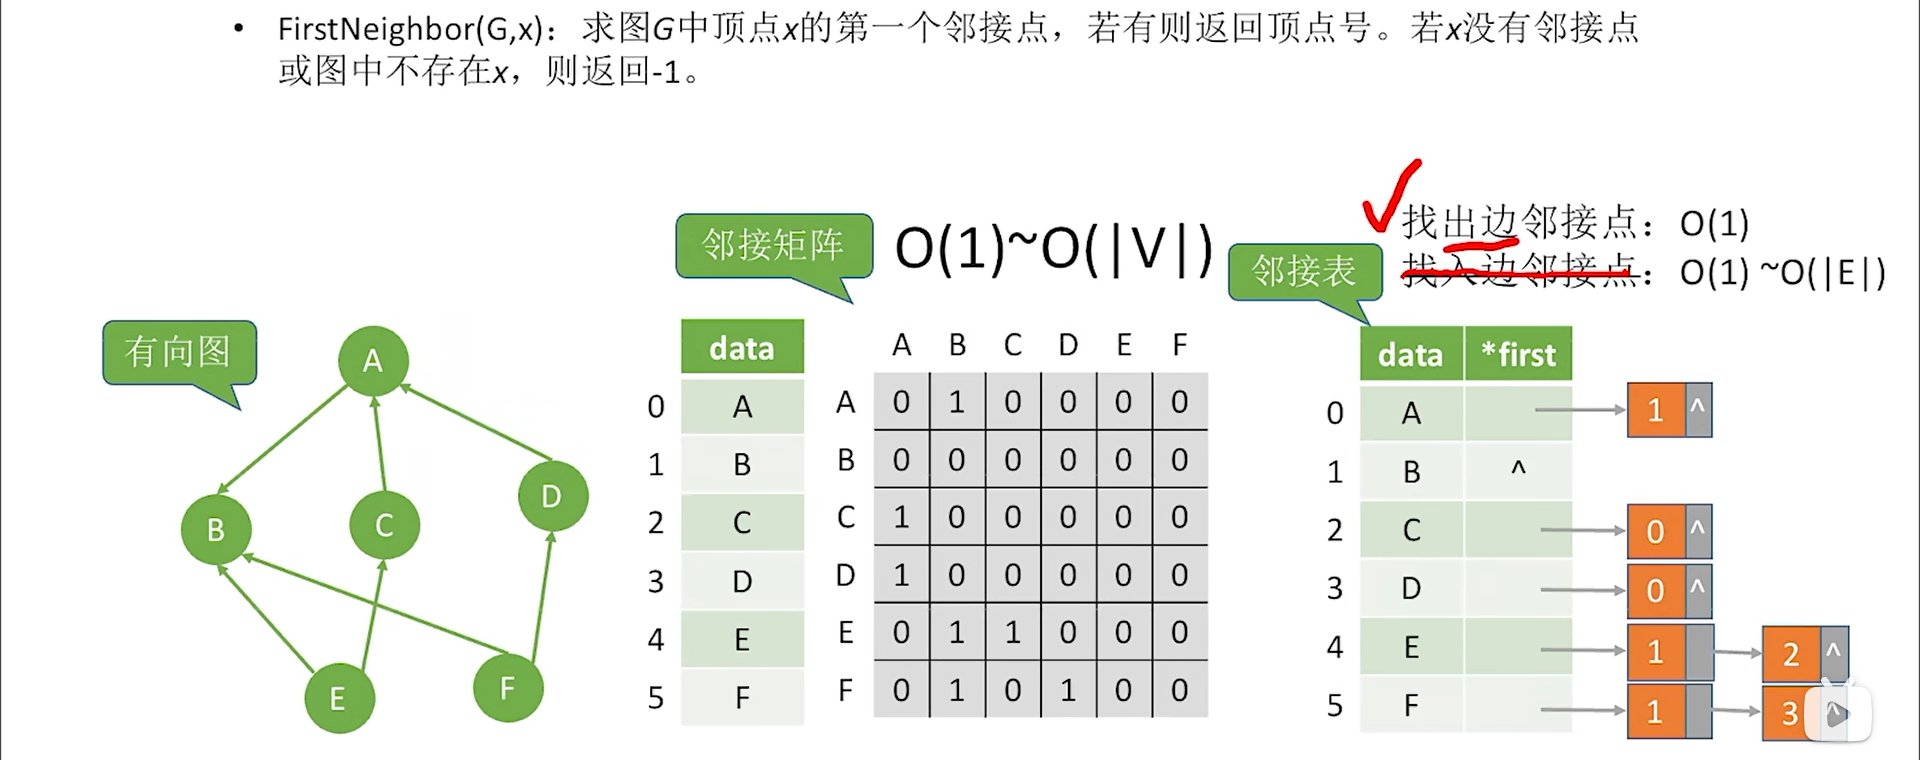 • FirstNeighbor(G,x)：求图G中顶点x的第一个邻接点，若有则返回顶点号。若x没有邻接点
或图中不存在x，则返回-1。
有向图
A
B
C
D
E
F
邻接矩阵
O(1)~O(|V|)
data
A B C D E F
0 A A 0 1 0 0 0 0
1 B B 0 0 0 0 0 0
2 C C 1 0 0 0 0 0
3 D D 1 0 0 0 0 0
4 E E 0 1 1 0 0 0
5 F F 0 1 0 1 0 0
找出边邻接点：O(1)
找入边邻接点：O(1) ~O(|E|)
邻接表
data *first
0 A 1 ^
1 B ^
2 C 0 ^
3 D 0 ^
4 E 1 2 ^
5 F 1 3 ^